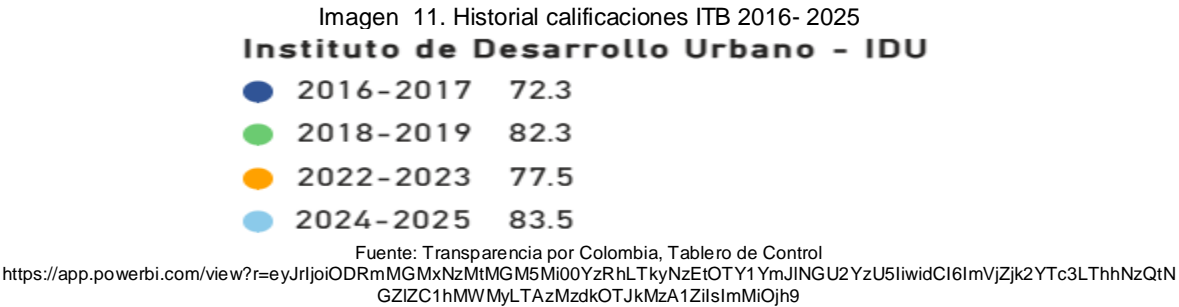 Imagen 11. Historial calificaciones ITB 2016- 2025
Instituto de Desarrollo Urbano - IDU
2016-2017 72.3
2018-2019 82.3
2022-2023 77.5
2024-2025 83.5
Fuente: Transparencia por Colombia, Tablero de Control
https://app.powerbi.com/view?r=eyJrIjoiODRmMGMxNzMtMGM5Mi00YzRhLTkyNzEtOTY1YmJlNGU2YzU5IiwidCI6ImVjZjk2YTc3LThhNzQtN
GZlZC1hMWMyLTAzMzdkOTJkMzA1ZiIsImMiOjh9